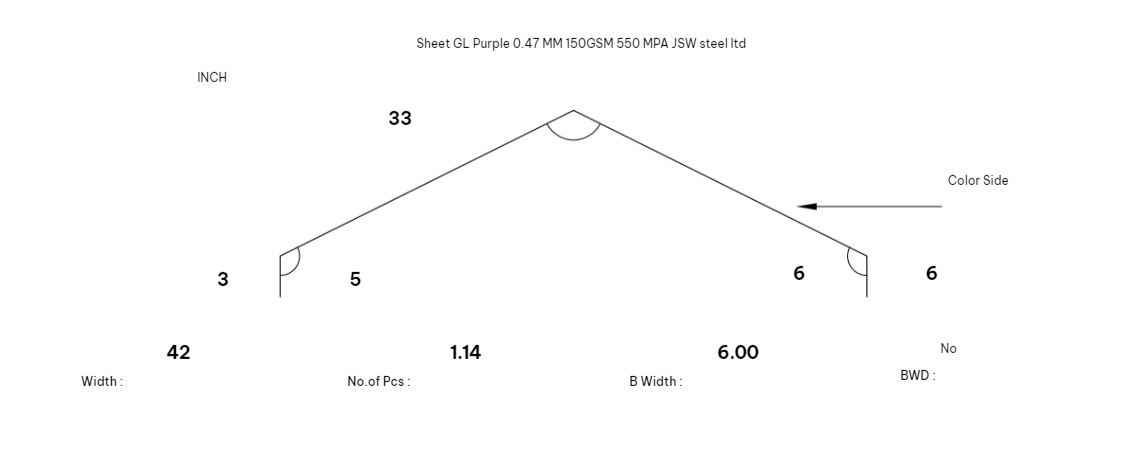 Sheet GL Purple 0.47 MM 150GSM 550 MPA JSW steel ltd
INCH
33
Color Side
3
5
6
6
42
1.14
6.00
No
Width :
No.of Pcs :
B Width :
BWD :